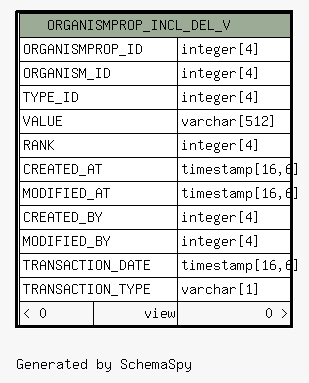 ORGANISMPROP_INCL_DEL_V
ORGANISMPROP_ID integer[4]
ORGANISM_ID integer[4]
TYPE_ID integer[4]
VALUE varchar[512]
RANK integer[4]
CREATED_AT timestamp[16,6]
MODIFIED_AT timestamp[16,6]
CREATED_BY integer[4]
MODIFIED_BY integer[4]
TRANSACTION_DATE timestamp[16,6]
TRANSACTION_TYPE varchar[1]
< 0 view 0 >
Generated by SchemaSpy